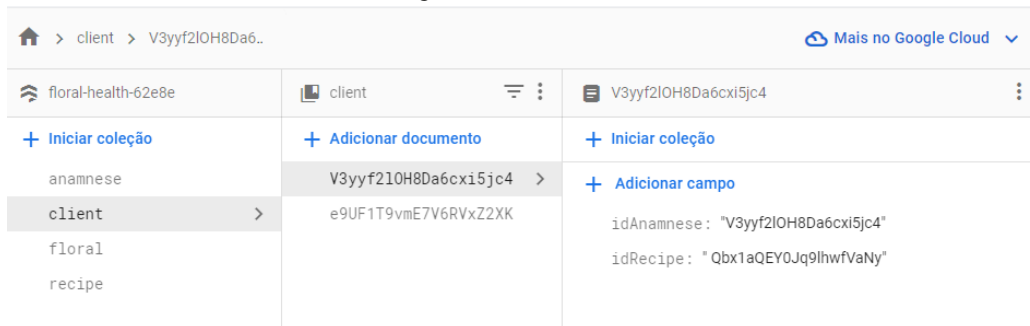 client > V3yyf2lOH8Da6.. Mais no Google Cloud
floral-health-62e8e client V3yyf2lOH8Da6cxi5jc4
+ Iniciar coleção + Adicionar documento + Iniciar coleção
anamnese V3yyf2lOH8Da6cxi5jc4 > + Adicionar campo
client > e9UF1T9vmE7V6RVxZ2XK idAnamnese: "V3yyf2lOH8Da6cxi5jc4"
floral idRecipe: " Qbx1aQEY0Jq9lhwfVaNy"
recipe